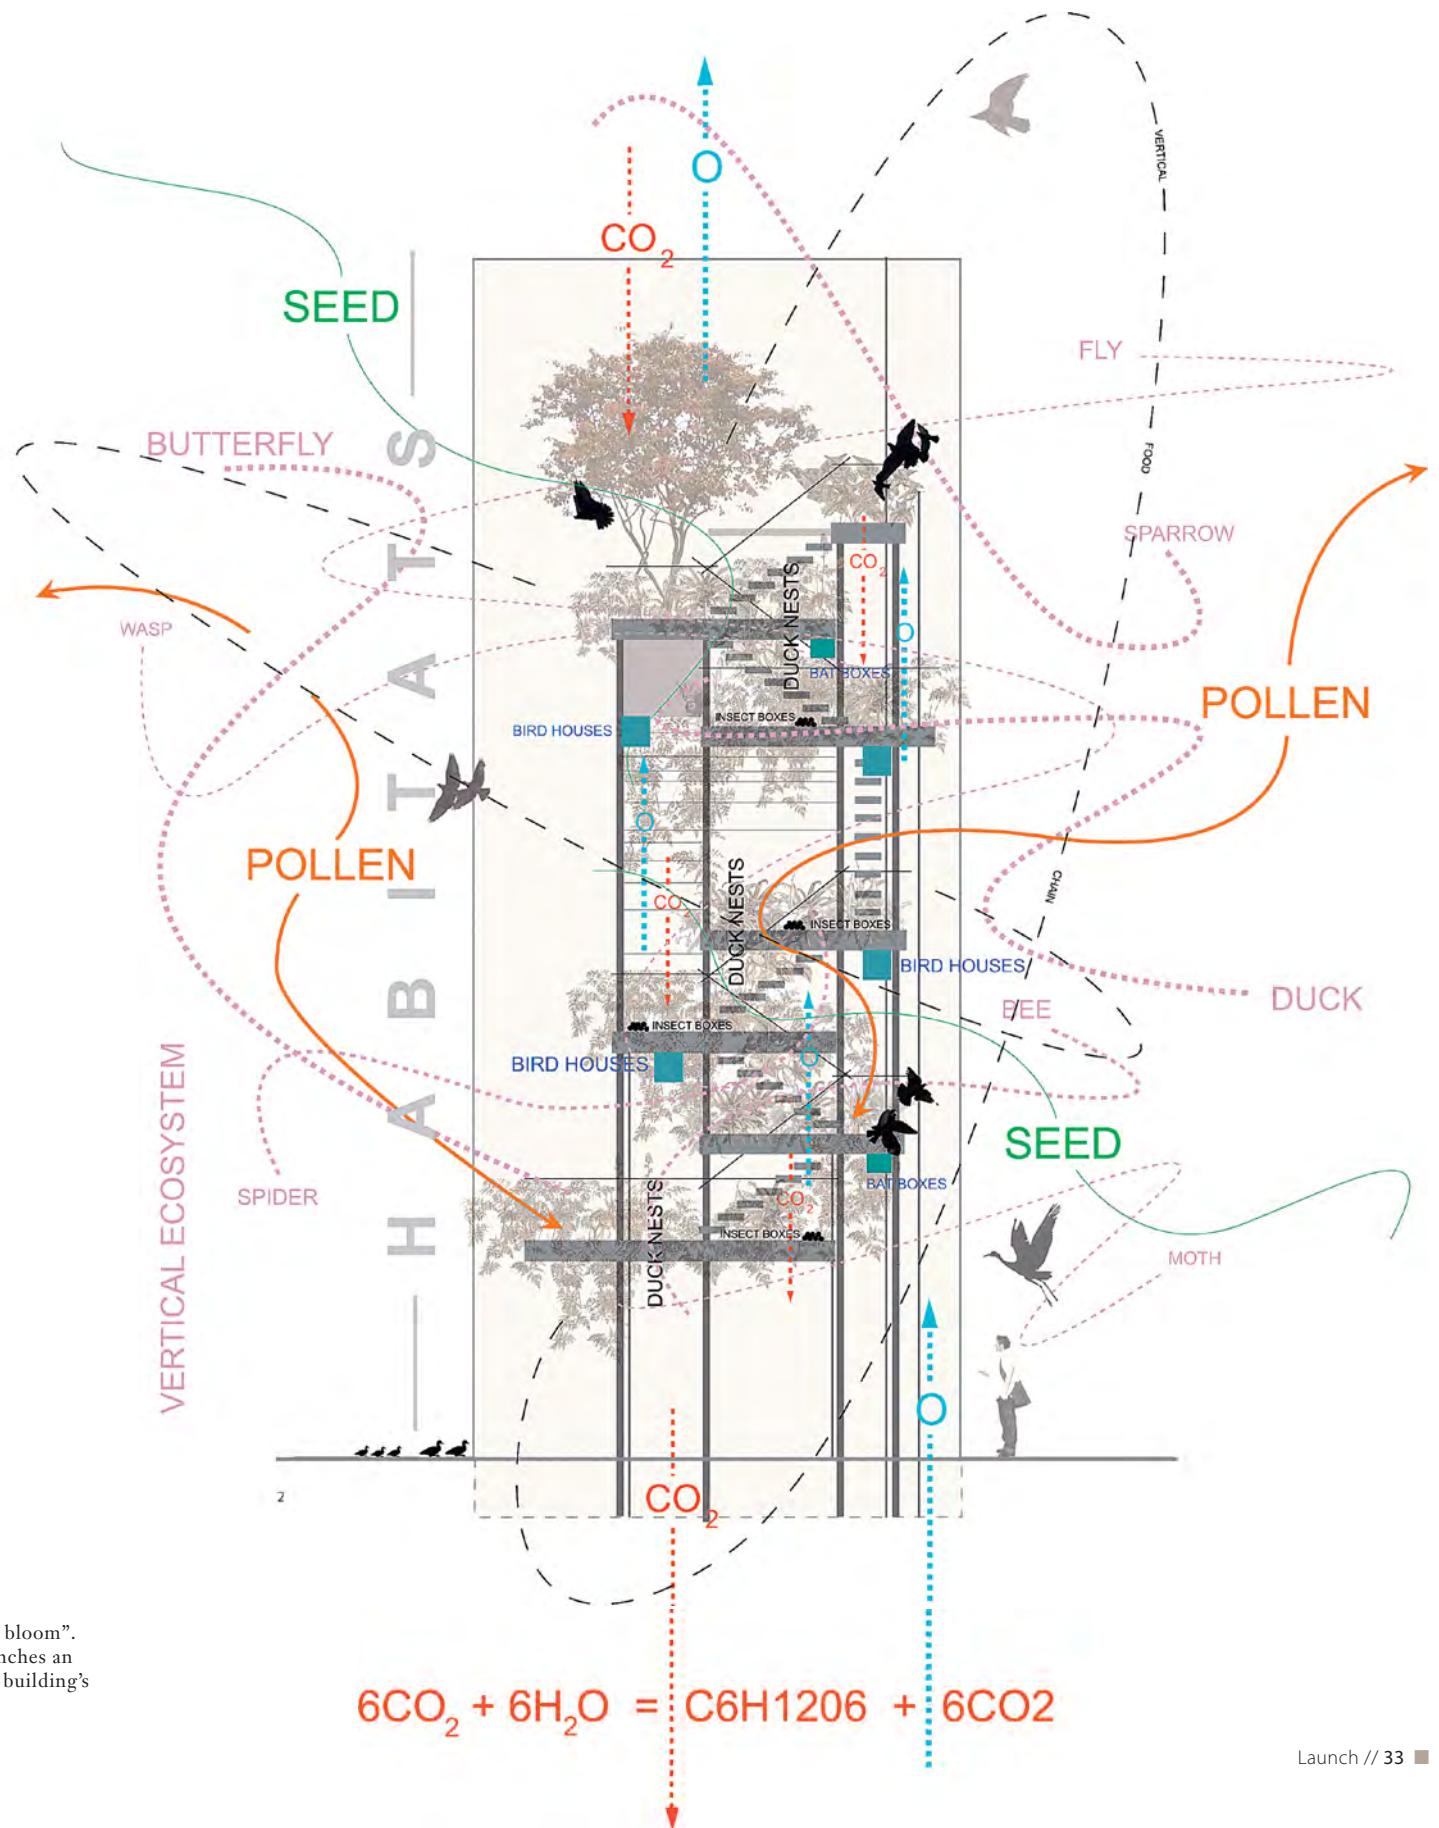 VERTICAL
O
CO2
SEED
FLY
BUTTERFLY
FOOD
SPARROW
CO2
DUCK NESTS
WASP
O
BAT BOXES
POLLEN
INSECT BOXES
BIRD HOUSES
O
POLLEN
CHAIN
CO2
DUCK NESTS
INSECT BOXES
BIRD HOUSES
DUCK
BEE
INSECT BOXES
BIRD HOUSES
O
SEED
BAT BOXES
SPIDER
CO2
DUCK NESTS
INSECT BOXES
MOTH
HABITATS
VERTICAL ECOSYSTEM
O
CO2
2
bloom”.
nches an
building’s
6CO2 + 6H2O = C6H1206 + 6CO2
Launch // 33